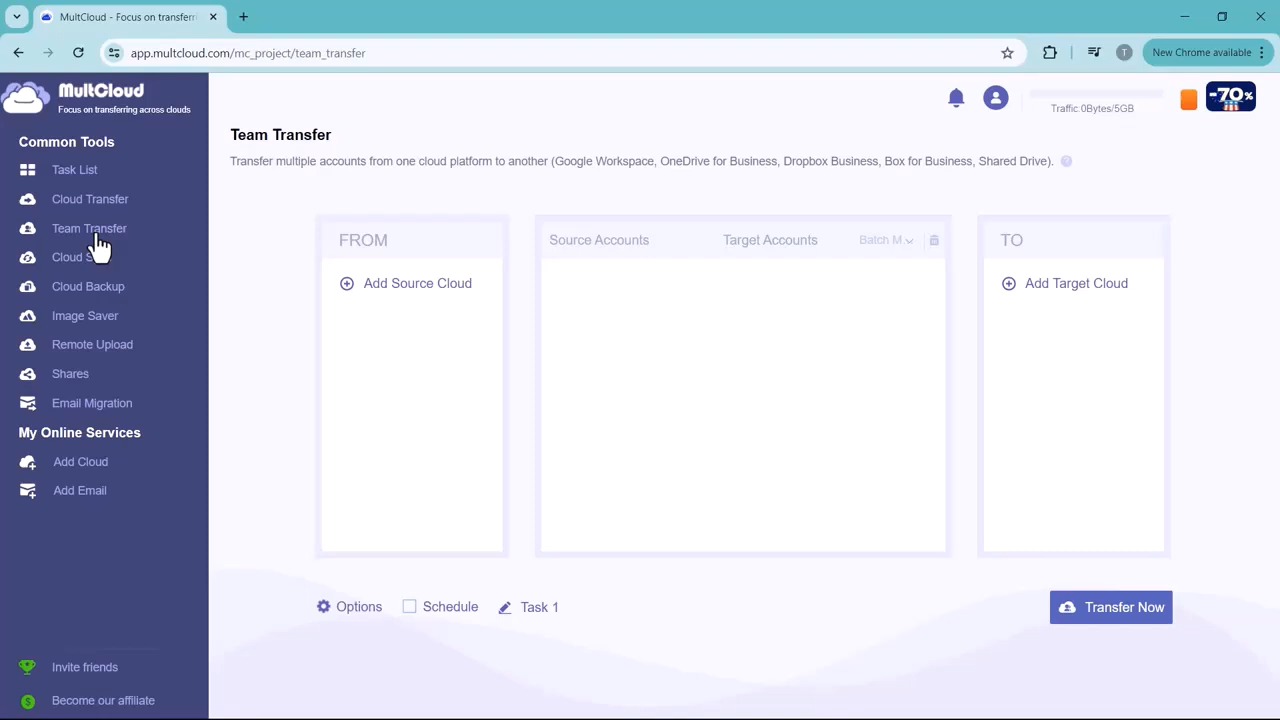 MultCloud - Focus on transferrin
app.multcloud.com/mc_project/team_transfer
T
New Chrome available
MultCloud
Focus on transferring across clouds
Common Tools
Task List
Cloud Transfer
Team Transfer
Cloud S
Cloud Backup
Image Saver
Remote Upload
Shares
Email Migration
My Online Services
Add Cloud
Add Email
Invite friends
Become our affiliate
Traffic:0Bytes/5GB
-70%
Team Transfer
Transfer multiple accounts from one cloud platform to another (Google Workspace, OneDrive for Business, Dropbox Business, Box for Business, Shared Drive).
FROM
Add Source Cloud
Source Accounts
Target Accounts
Batch M
TO
Add Target Cloud
Options
Schedule
Task 1
Transfer Now